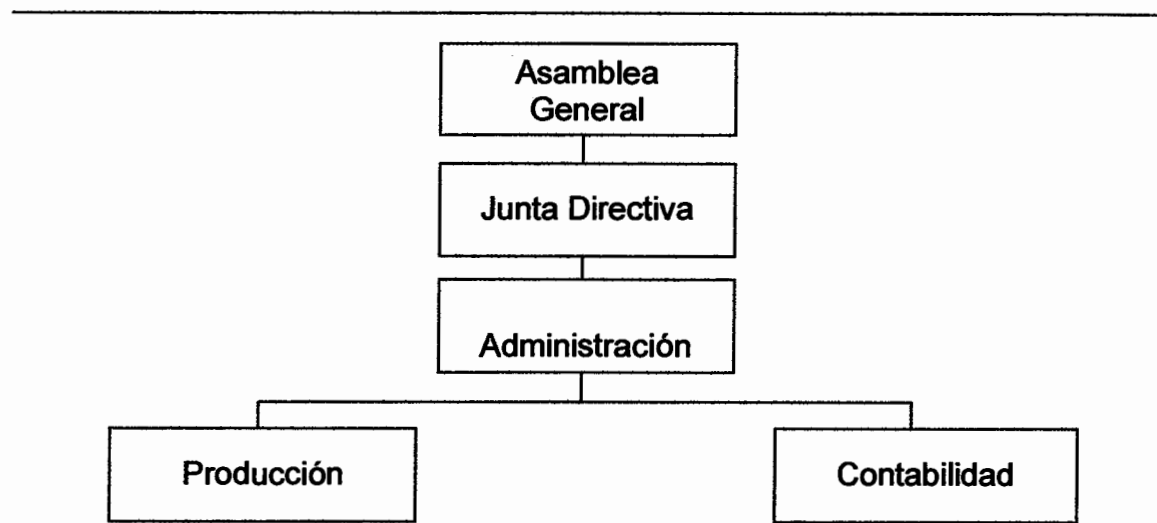 Asamblea
General
Junta Directiva
Administración
Producción
Contabilidad